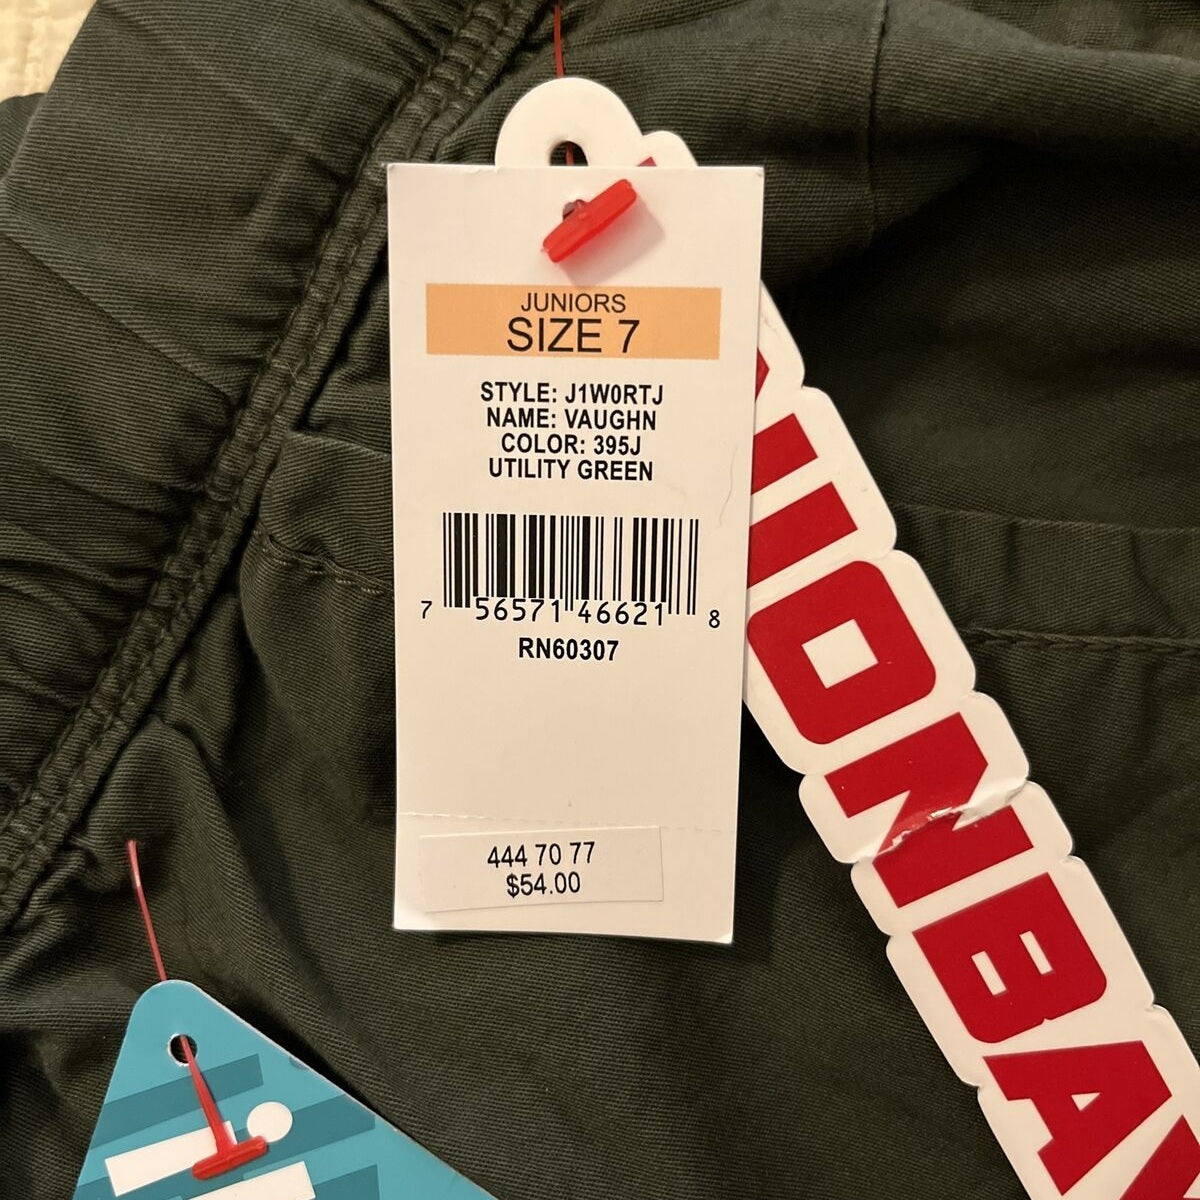 JUNIORS
SIZE 7
STYLE: J1W0RTJ
NAME: VAUGHN
COLOR: 395J
UTILITY GREEN
7 56571 46621 8
RN60307
444 70 77
$54.00
UNIONBAY